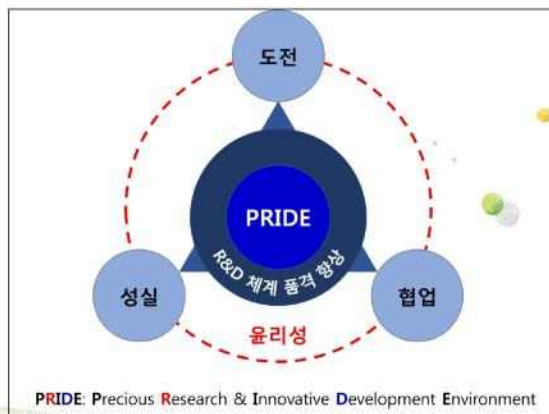 도전
PRIDE
R&D 체계 품격 향상
성실
협업
윤리성
PRIDE: Precious Research & Innovative Development Environment